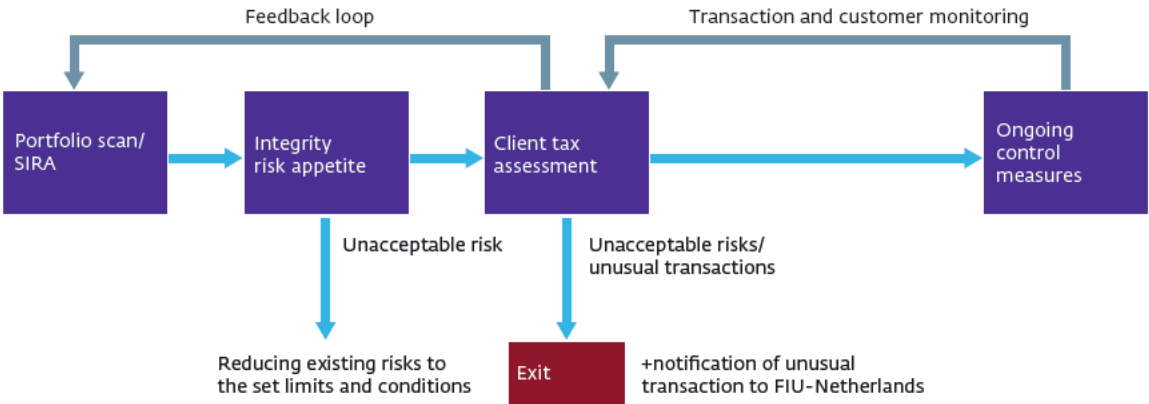 Feedback loop
Transaction and customer monitoring
Portfolio scan/
SIRA
Integrity
risk appetite
Client tax
assessment
Ongoing
control
measures
Unacceptable risk
Unacceptable risks/
unusual transactions
Reducing existing risks to
the set limits and conditions
Exit
+notification of unusual
transaction to FIU-Netherlands